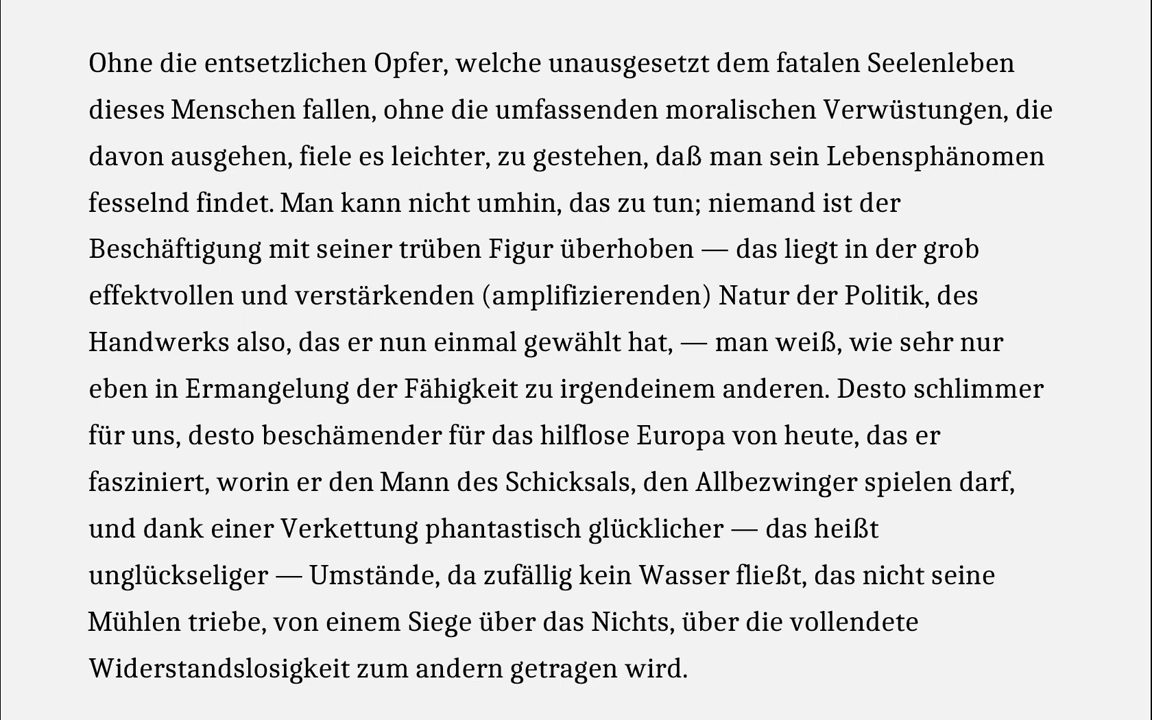 Ohne die entsetzlichen Opfer, welche unausgesetzt dem fatalen Seelenleben
dieses Menschen fallen, ohne die umfassenden moralischen Verwüstungen, die
davon ausgehen, fiele es leichter, zu gestehen, daß man sein Lebensphänomen
fesselnd findet. Man kann nicht umhin, das zu tun; niemand ist der
Beschäftigung mit seiner trüben Figur überhoben — das liegt in der grob
effektvollen und verstärkenden (amplifizierenden) Natur der Politik, des
Handwerks also, das er nun einmal gewählt hat, — man weiß, wie sehr nur
eben in Ermangelung der Fähigkeit zu irgendeinem anderen. Desto schlimmer
für uns, desto beschämender für das hilflose Europa von heute, das er
fasziniert, worin er den Mann des Schicksals, den Allbezwinger spielen darf,
und dank einer Verkettung phantastisch glücklicher — das heißt
unglückseliger — Umstände, da zufällig kein Wasser fließt, das nicht seine
Mühlen triebe, von einem Siege über das Nichts, über die vollendete
Widerstandslosigkeit zum andern getragen wird.